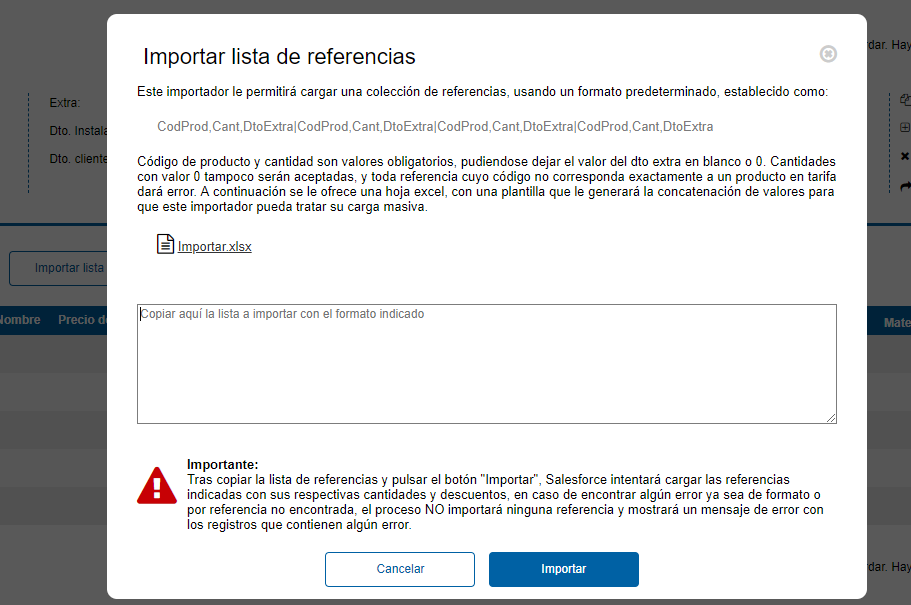 Importar lista de referencias
rdar. Hay
Este importador le permitirá cargar una colección de referencias, usando un formato predeterminado, establecido como:
Extra:
CodProd,Cant,DtoExtra|CodProd,Cant,DtoExtra|CodProd,Cant,DtoExtra|CodProd,Cant,DtoExtra
Dto. Instala
Dto. cliente
Código de producto y cantidad son valores obligatorios, pudiendose dejar el valor del dto extra en blanco o 0. Cantidades
con valor 0 tampoco serán aceptadas, y toda referencia cuyo código no corresponda exactamente a un producto en tarifa
dará error. A continuación se le ofrece una hoja excel, con una plantilla que le generará la concatenación de valores para
que este importador pueda tratar su carga masiva.
Importar.xlsx
Importar lista
Nombre Precio de
Mate
Copiar aquí la lista a importar con el formato indicado
Importante:
Tras copiar la lista de referencias y pulsar el botón "Importar", Salesforce intentará cargar las referencias
indicadas con sus respectivas cantidades y descuentos, en caso de encontrar algún error ya sea de formato o
por referencia no encontrada, el proceso NO importará ninguna referencia y mostrará un mensaje de error con
los registros que contienen algún error.
Cancelar
Importar
rdar. Hay